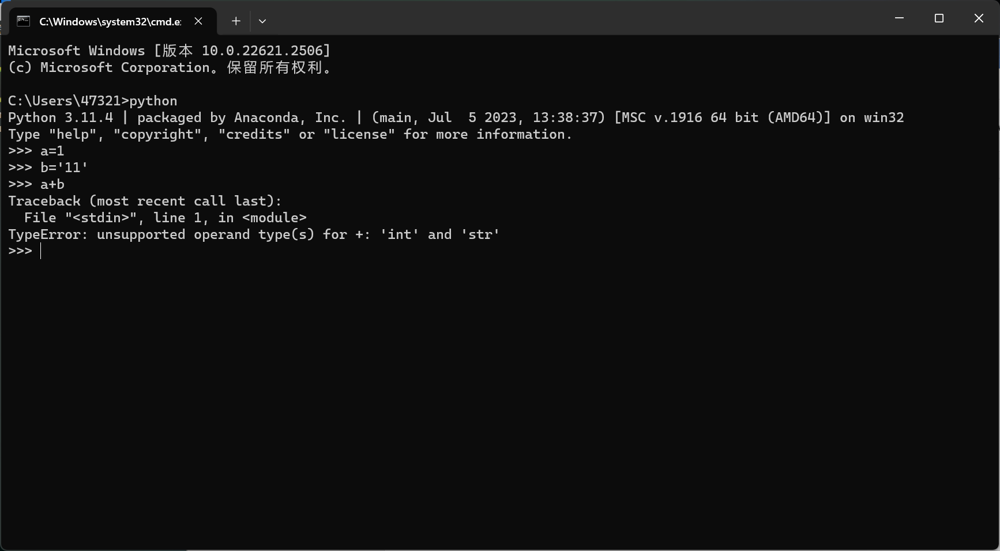 C:\Windows\system32\cmd.e
Microsoft Windows [版本 10.0.22621.2506]
(c) Microsoft Corporation。保留所有权利。
C:\Users\47321>python
Python 3.11.4 | packaged by Anaconda, Inc. | (main, Jul  5 2023, 13:38:37) [MSC v.1916 64 bit (AMD64)] on win32
Type "help", "copyright", "credits" or "license" for more information.
>>> a=1
>>> b='11'
>>> a+b
Traceback (most recent call last):
  File "<stdin>", line 1, in <module>
TypeError: unsupported operand type(s) for +: 'int' and 'str'
>>>